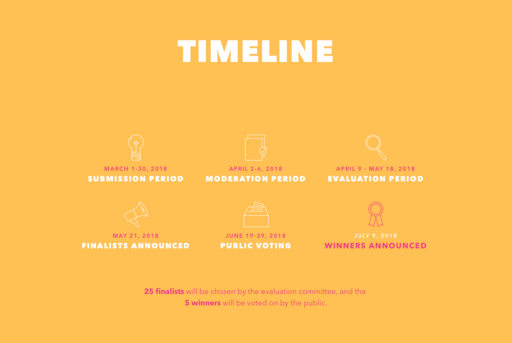 TIMELINE
MARCH 1-30, 2018
SUBMISSION PERIOD
APRIL 2-6, 2018
MODERATION PERIOD
APRIL 9 - MAY 18, 2018
EVALUATION PERIOD
MAY 21, 2018
FINALISTS ANNOUNCED
JUNE 19-29, 2018
PUBLIC VOTING
JULY 9, 2018
WINNERS ANNOUNCED
25 finalists will be chosen by the evaluation committee, and the
5 winners will be voted on by the public.